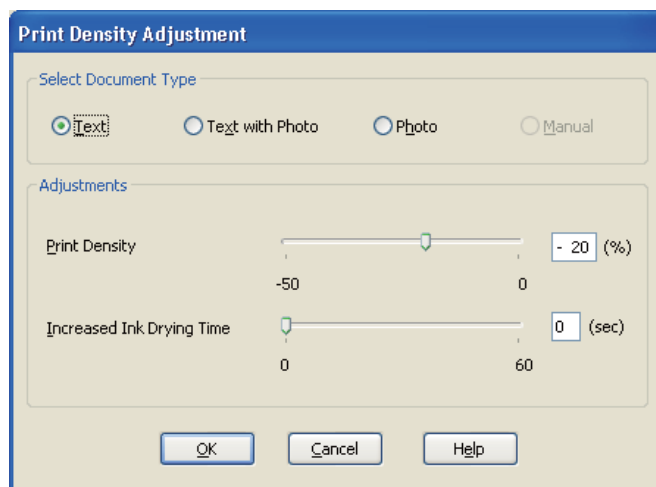 Print Density Adjustment
Select Document Type
Text Text with Photo Photo Manual
Adjustments
Print Density - 20 (%)
-50 0
Increased Ink Drying Time 0 (sec)
0 60
OK Cancel Help